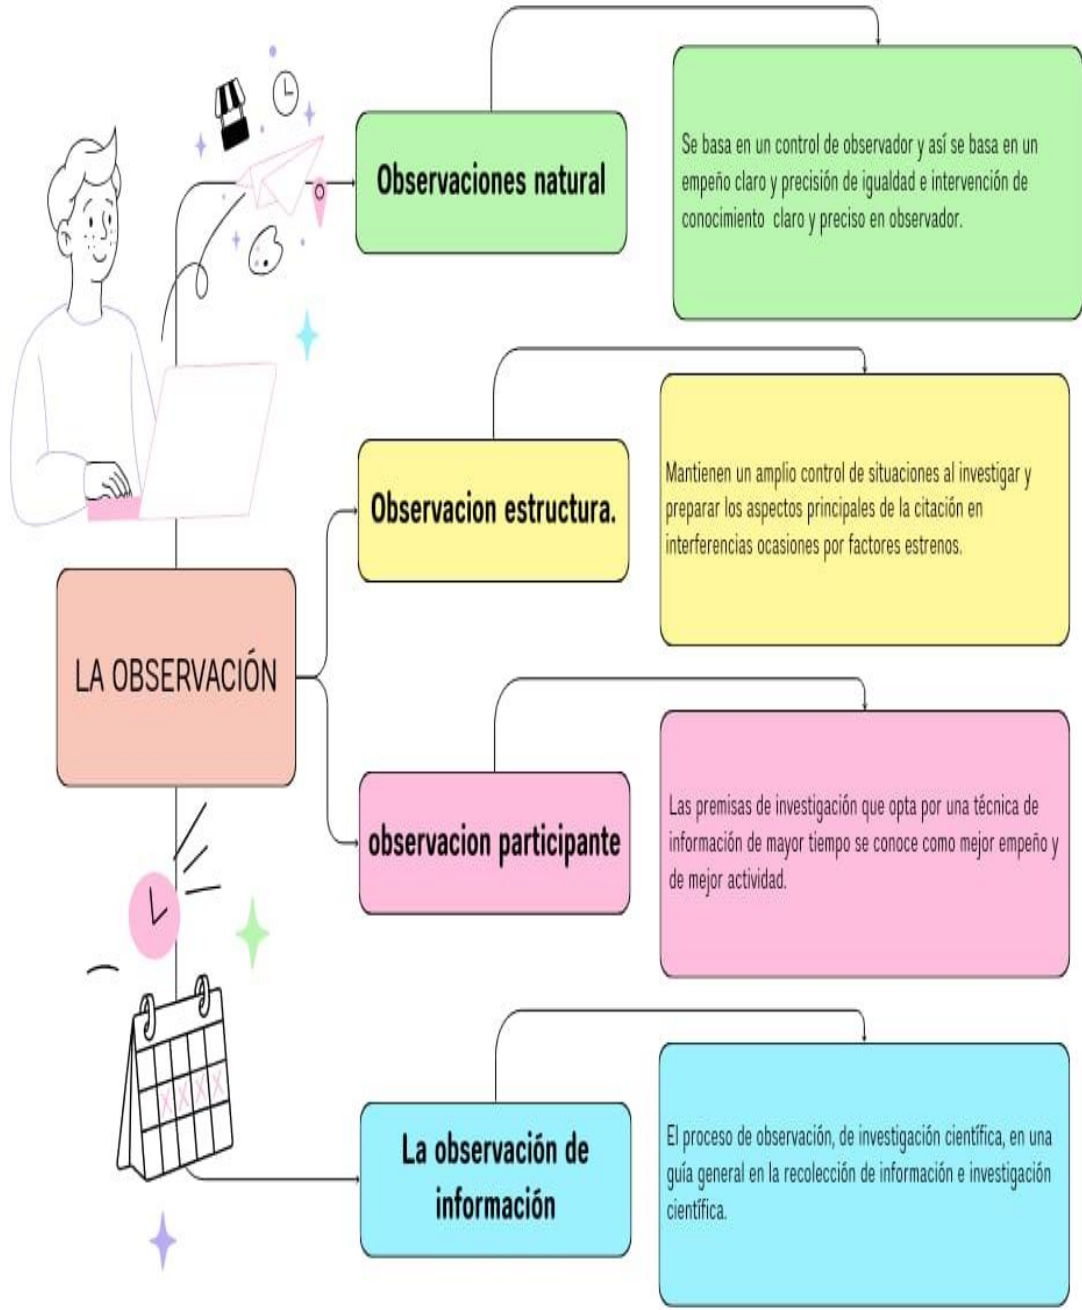 Observaciones natural
Se basa en un control de observador y así se basa en un
empeño claro y precisión de igualdad e intervención de
conocimiento claro y preciso en observador.
Observacion estructura.
Mantienen un amplio control de situaciones al investigar y
preparar los aspectos principales de la citación en
interferencias ocasiones por factores estrenos.
LA OBSERVACIÓN
observacion participante
Las premisas de investigación que opta por una técnica de
información de mayor tiempo se conoce como mejor empeño y
de mejor actividad.
La observación de
información
El proceso de observación, de investigación científica, en una
guía general en la recolección de información e investigación
científica.